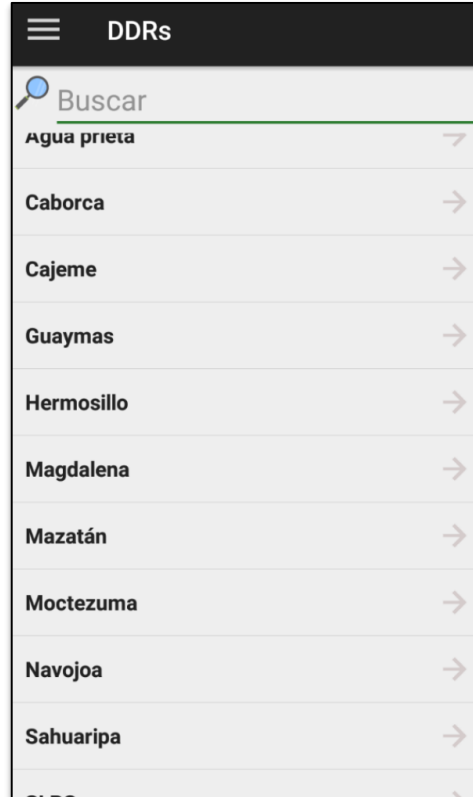 DDRs
Buscar
Agua prieta
Caborca
Cajeme
Guaymas
Hermosillo
Magdalena
Mazatán
Moctezuma
Navojoa
Sahuaripa